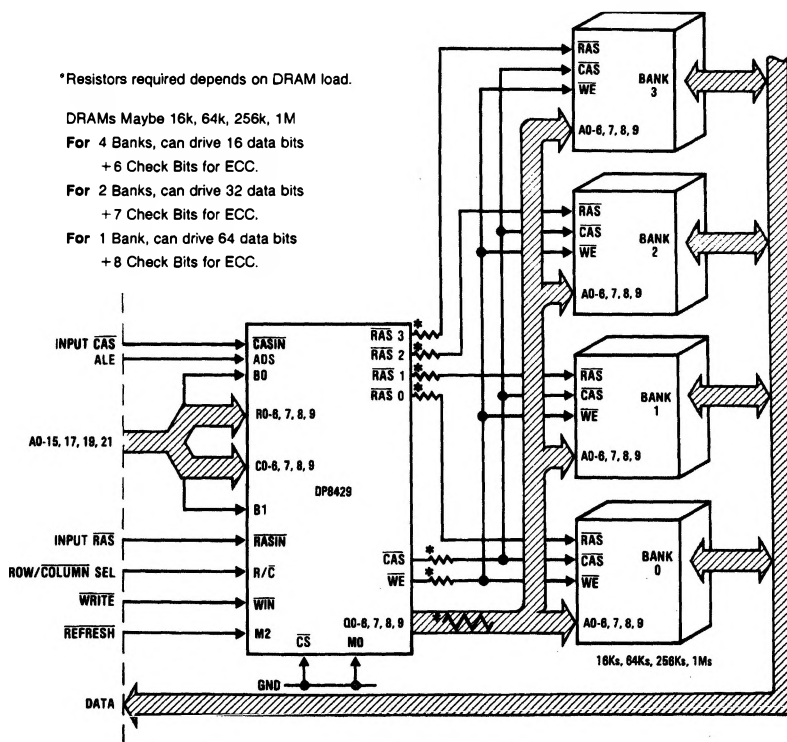 *Resistors required depends on DRAM load.
DRAMs Maybe 16k, 64k, 256k, 1M
For 4 Banks, can drive 16 data bits
+6 Check Bits for ECC.
For 2 Banks, can drive 32 data bits
+7 Check Bits for ECC.
For 1 Bank, can drive 64 data bits
+8 Check Bits for ECC.
INPUT CAS
ALE
A0-15, 17, 19, 21
INPUT RAS
ROW/COLUMN SEL
WRITE
REFRESH
DATA
CASIN
ADS
B0
R0-6, 7, 8, 9
C0-6, 7, 8, 9
DP8429
B1
RASIN
R/C
WIN
M2
CS
M0
GND
RAS 3
RAS 2
RAS 1
RAS 0
CAS
WE
Q0-6, 7, 8, 9
*
*
*
*
*
*
*
RAS
CAS
WE
A0-6, 7, 8, 9
BANK
3
RAS
CAS
WE
A0-6, 7, 8, 9
BANK
2
RAS
CAS
WE
A0-6, 7, 8, 9
BANK
1
RAS
CAS
WE
A0-6, 7, 8, 9
BANK
0
16Ks, 64Ks, 256Ks, 1Ms